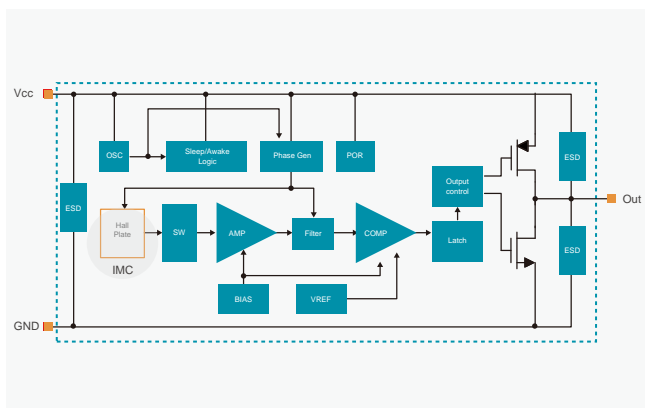 Vcc
OSC
Sleep/Awake
Logic
Phase Gen
POR
ESD
Output
control
ESD
Out
Hall
Plate
SW
AMP
Filter
COMP
Latch
ESD
IMC
BIAS
VREF
GND